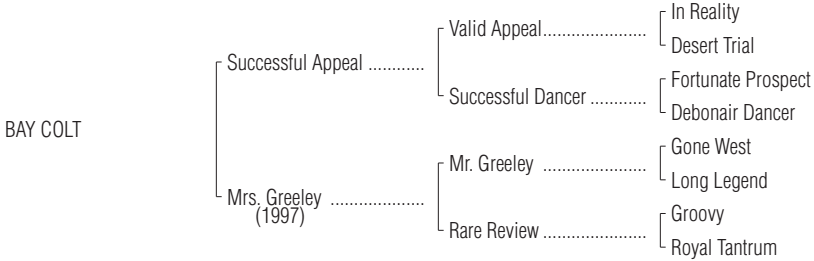 In Reality
Valid Appeal......................
Desert Trial
Successful Appeal ............
Fortunate Prospect
Successful Dancer ............
Debonair Dancer
BAY COLT
Gone West
Mr. Greeley ......................
Long Legend
Mrs. Greeley ....................
(1997)
Groovy
Rare Review......................
Royal Tantrum